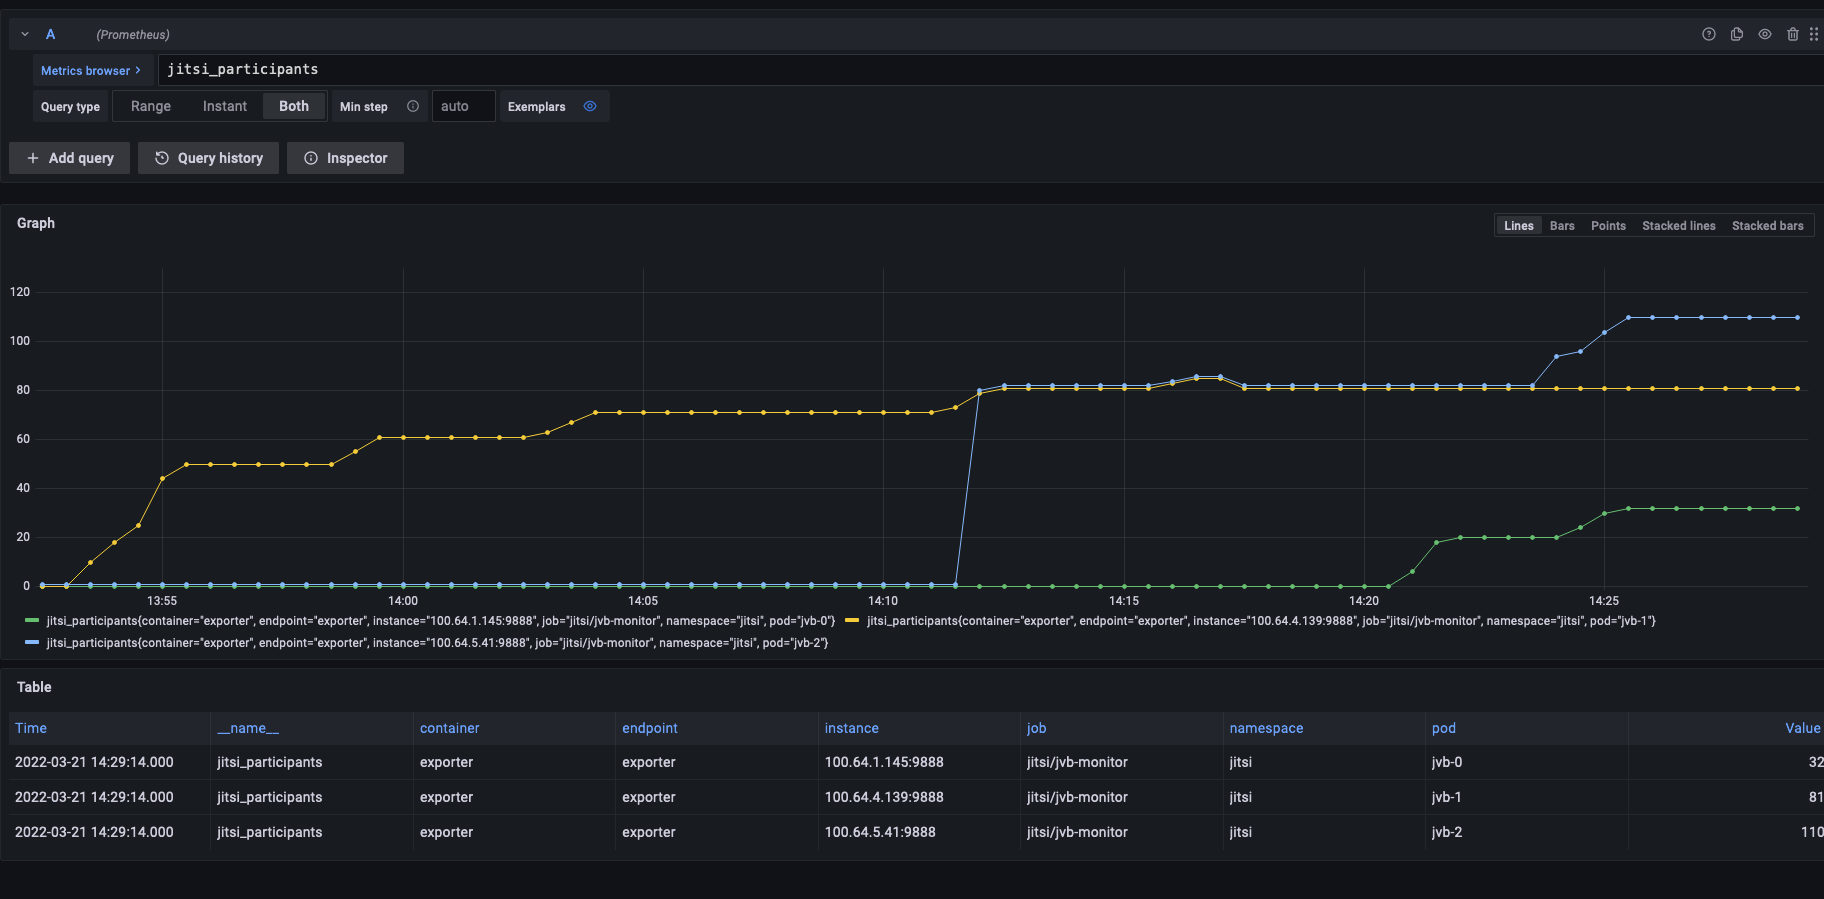 A (Prometheus)
Metrics browser > jitsi_participants
Query type Range Instant Both Min step auto Exemplars
+ Add query Query history Inspector
Graph
Lines Bars Points Stacked lines Stacked bars
120
100
80
60
40
20
0
13:55 14:00 14:05 14:10 14:15 14:20 14:25
jitsi_participants{container="exporter", endpoint="exporter", instance="100.64.1.145:9888", job="jitsi/jvb-monitor", namespace="jitsi", pod="jvb-0"} jitsi_participants{container="exporter", endpoint="exporter", instance="100.64.4.139:9888", job="jitsi/jvb-monitor", namespace="jitsi", pod="jvb-1"}
jitsi_participants{container="exporter", endpoint="exporter", instance="100.64.5.41:9888", job="jitsi/jvb-monitor", namespace="jitsi", pod="jvb-2"}
Table
Time __name__ container endpoint instance job namespace pod Value
2022-03-21 14:29:14.000 jitsi_participants exporter exporter 100.64.1.145:9888 jitsi/jvb-monitor jitsi jvb-0 32
2022-03-21 14:29:14.000 jitsi_participants exporter exporter 100.64.4.139:9888 jitsi/jvb-monitor jitsi jvb-1 81
2022-03-21 14:29:14.000 jitsi_participants exporter exporter 100.64.5.41:9888 jitsi/jvb-monitor jitsi jvb-2 110